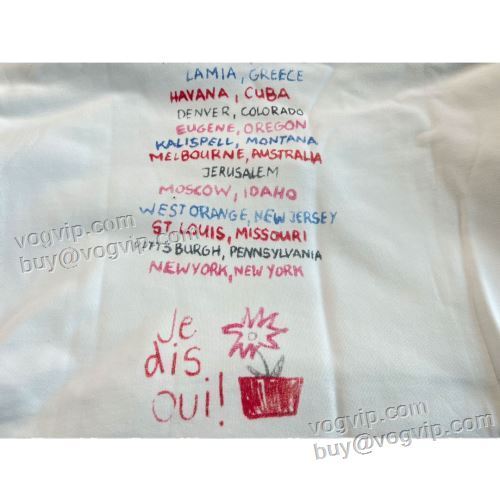 LAMIA, GREECE
HAVANA, CUBA
DENVER, COLORADO
EUGENE, OREGON
KALISPELL, MONTANA
MELBOURNE, AUSTRALIA
JERUSALEM
MOSCOW, IDAHO
WEST ORANGE, NEW JERSEY
ST. LOUIS, MISSOURI
PITTSBURGH, PENNSYLVANIA
NEW YORK, NEW YORK
Je
dis
oui!
vogvip.com
buy@vogvip.com
vogvip.com
buy@vogvip.com